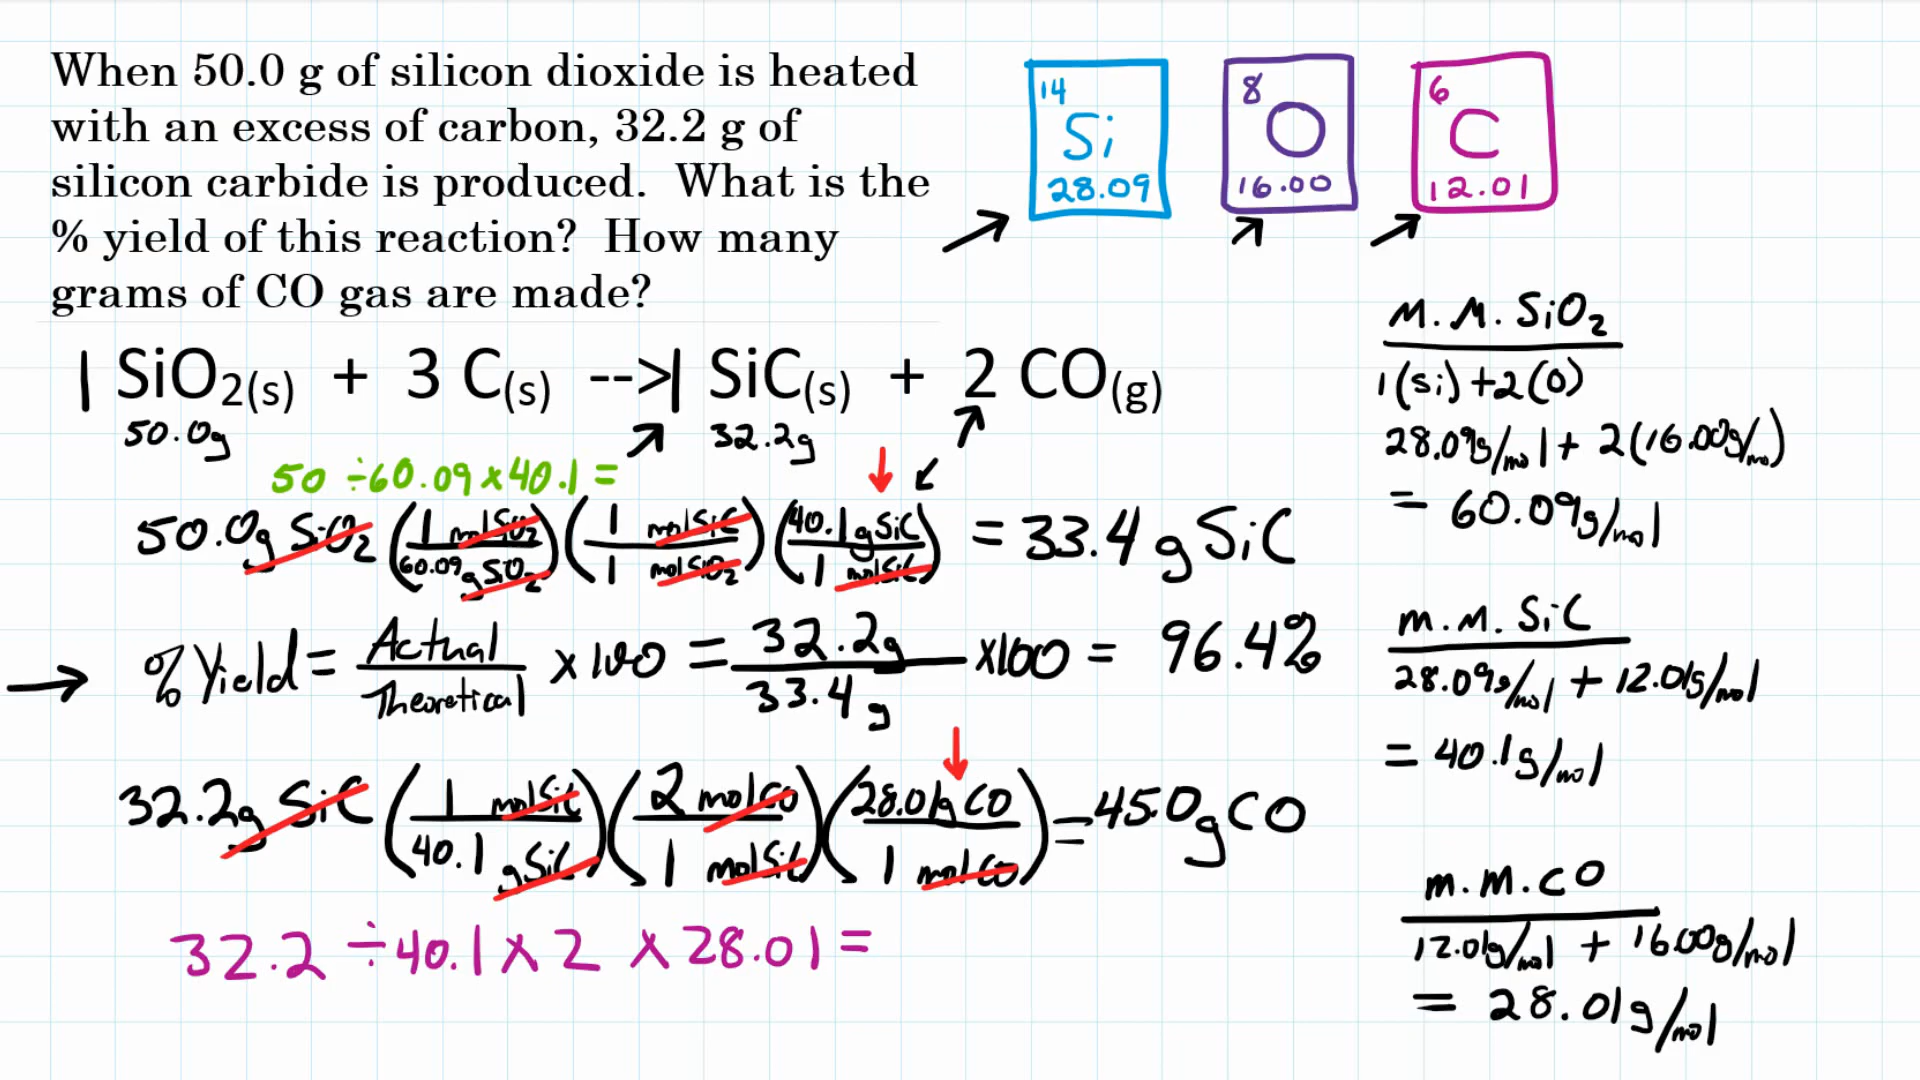 When 50.0 g of silicon dioxide is heated
with an excess of carbon, 32.2 g of
silicon carbide is produced.  What is the
% yield of this reaction?  How many
grams of CO gas are made?
14
Si
28.09
8
O
16.00
6
C
12.01
1 SiO2(s) + 3 C(s) -->1 SiC(s) + 2 CO(g)
50.0g 32.2g
50 ÷60.09 x 40.1 =
50.0g SiO2 (1 mol SiO2 / 60.09 g SiO2)(1 mol SiC / 1 mol SiO2)(40.1 g SiC / 1 mol SiC) = 33.4 g SiC
% Yield = Actual / Theoretical x 100 = 32.2g / 33.4 g x100 = 96.4%
32.2g SiC (1 mol SiC / 40.1 g SiC)(2 mol CO / 1 mol SiC)(28.01g CO / 1 mol CO) = 45.0g CO
32.2 ÷ 40.1 x 2 x 28.01 =
M.M. SiO2
1(Si) + 2(O)
28.09g/mol + 2(16.00g/mol)
= 60.09g/mol
M.M. SiC
28.09g/mol + 12.01g/mol
= 40.1g/mol
M.M. CO
12.01g/mol + 16.00g/mol
= 28.01g/mol